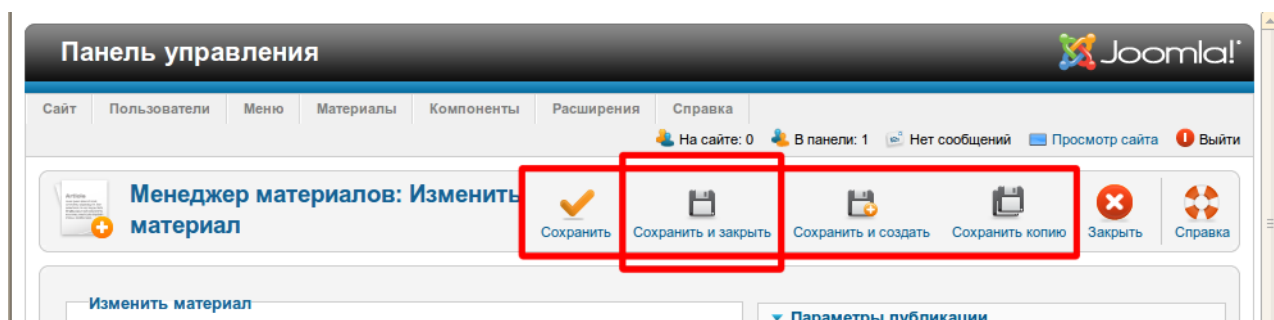 Панель управления
Joomla!
Сайт Пользователи Меню Материалы Компоненты Расширения Справка
На сайте: 0 В панели: 1 Нет сообщений Просмотр сайта Выйти
Менеджер материалов: Изменить
материал
Сохранить Сохранить и закрыть Сохранить и создать Сохранить копию Закрыть Справка
Изменить материал
Параметры публикации